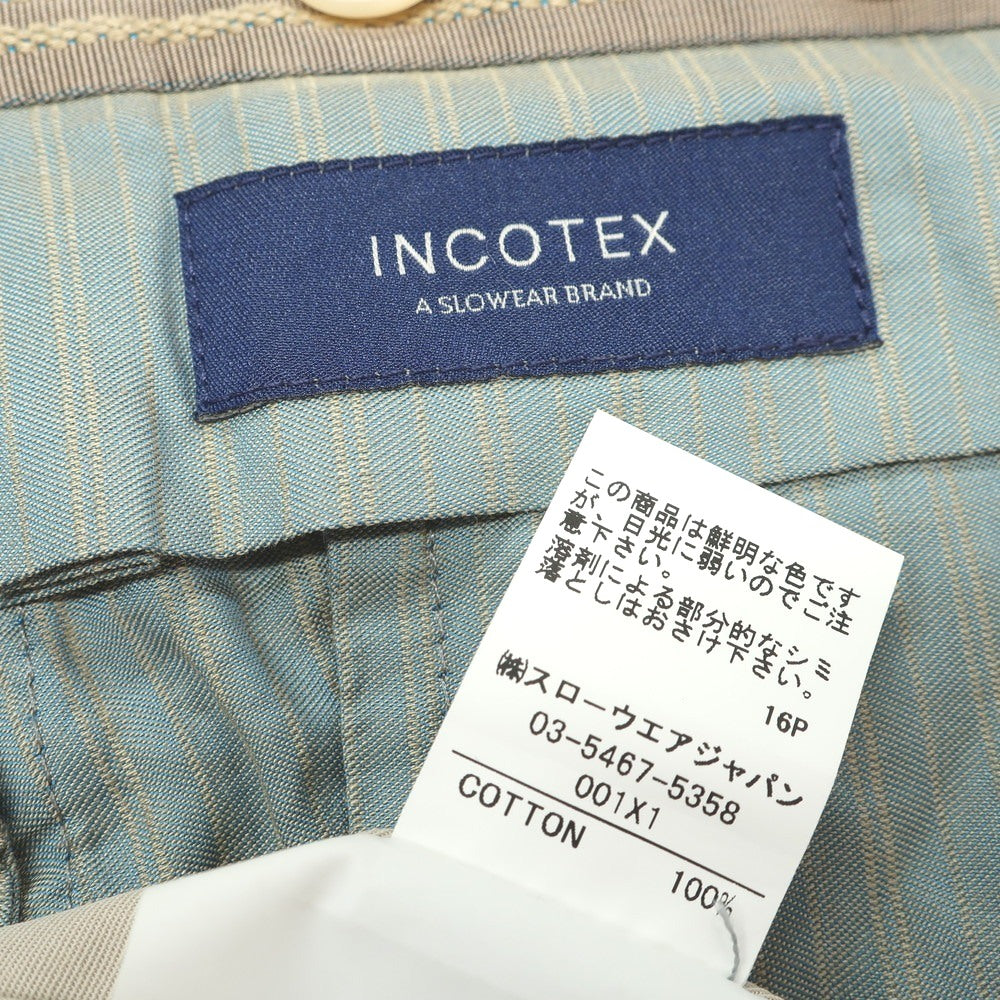 INCOTEX
A SLOWEAR BRAND
この商品は鮮明な色です
が、日光に弱いのでご注
意下さい。
溶剤による部分的なシミ
落としはおさけ下さい。
16P
㈱スローウエアジャパン
03-5467-5358
001X1
COTTON
100%